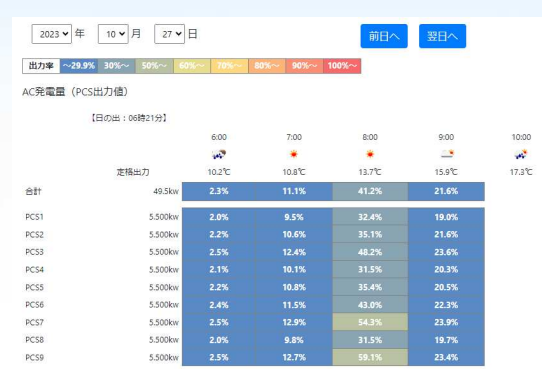 2023 年 10 月 27 日 前日へ 翌日へ
出力率 ～29.9% 30%～ 50%～ 60%～ 70%～ 80%～ 90%～ 100%～
AC発電量（PCS出力値）
【日の出：06時21分】
6:00 7:00 8:00 9:00 10:00
定格出力 10.2℃ 10.8℃ 13.7℃ 15.9℃ 17.3℃
合計 49.5kw 2.3% 11.1% 41.2% 21.6%
PCS1 5.500kw 2.0% 9.5% 32.4% 19.0%
PCS2 5.500kw 2.2% 10.6% 35.1% 21.6%
PCS3 5.500kw 2.5% 12.4% 48.2% 23.6%
PCS4 5.500kw 2.1% 10.1% 31.5% 20.3%
PCS5 5.500kw 2.2% 10.8% 35.4% 20.5%
PCS6 5.500kw 2.4% 11.5% 43.0% 22.3%
PCS7 5.500kw 2.5% 12.9% 54.3% 23.9%
PCS8 5.500kw 2.0% 9.8% 31.5% 19.7%
PCS9 5.500kw 2.5% 12.7% 59.1% 23.4%